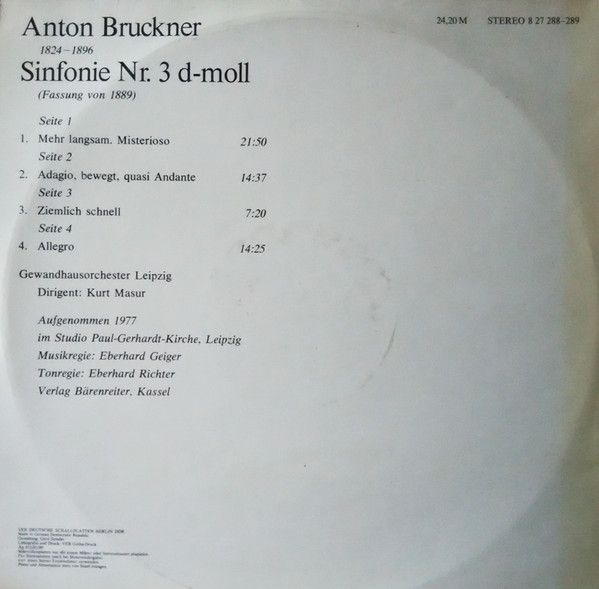 Anton Bruckner
24,20 M STEREO 8 27 288-289
1824-1896
Sinfonie Nr. 3 d-moll
(Fassung von 1889)
Seite 1
1. Mehr langsam. Misterioso 21:50
Seite 2
2. Adagio, bewegt, quasi Andante 14:37
Seite 3
3. Ziemlich schnell 7:20
Seite 4
4. Allegro 14:25
Gewandhausorchester Leipzig
Dirigent: Kurt Masur
Aufgenommen 1977
im Studio Paul-Gerhardt-Kirche, Leipzig
Musikregie: Eberhard Geiger
Tonregie: Eberhard Richter
Verlag Bärenreiter, Kassel
VEB DEUTSCHE SCHALLPLATTEN BERLIN DDR
Made in German Democratic Republic